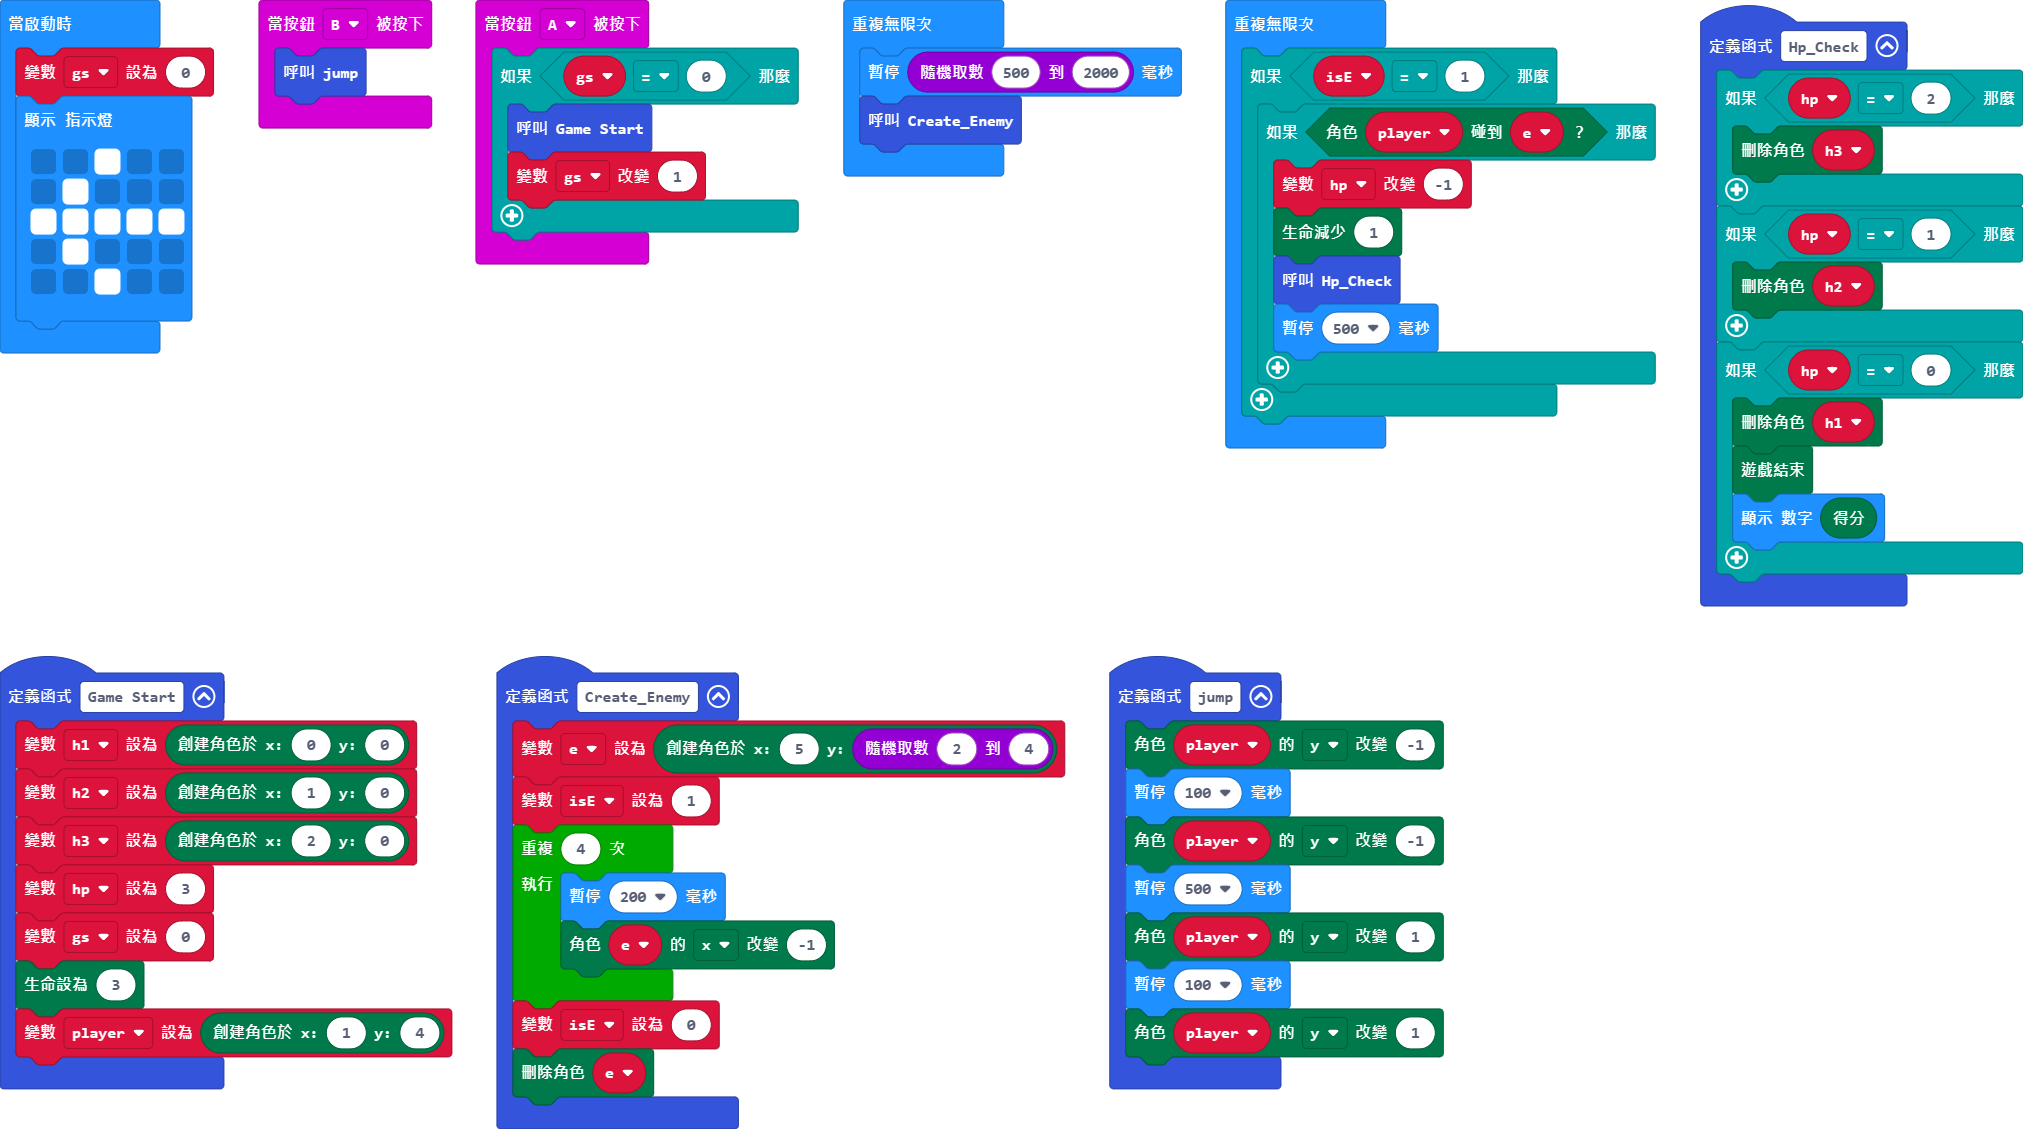 當啟動時
變數 gs 設為 0
顯示 指示燈
當按鈕 B 被按下
呼叫 jump
當按鈕 A 被按下
如果 gs = 0 那麼
呼叫 Game Start
變數 gs 改變 1
重複無限次
暫停 隨機取數 500 到 2000 毫秒
呼叫 Create_Enemy
重複無限次
如果 isE = 1 那麼
如果 角色 player 碰到 e ? 那麼
變數 hp 改變 -1
生命減少 1
呼叫 Hp_Check
暫停 500 毫秒
定義函式 Hp_Check
如果 hp = 2 那麼
刪除角色 h3
如果 hp = 1 那麼
刪除角色 h2
如果 hp = 0 那麼
刪除角色 h1
遊戲結束
顯示 數字 得分
定義函式 Game Start
變數 h1 設為 創建角色於 x: 0 y: 0
變數 h2 設為 創建角色於 x: 1 y: 0
變數 h3 設為 創建角色於 x: 2 y: 0
變數 hp 設為 3
變數 gs 設為 0
生命設為 3
變數 player 設為 創建角色於 x: 1 y: 4
定義函式 Create_Enemy
變數 e 設為 創建角色於 x: 5 y: 隨機取數 2 到 4
變數 isE 設為 1
重複 4 次
執行
暫停 200 毫秒
角色 e 的 x 改變 -1
變數 isE 設為 0
刪除角色 e
定義函式 jump
角色 player 的 y 改變 -1
暫停 100 毫秒
角色 player 的 y 改變 -1
暫停 500 毫秒
角色 player 的 y 改變 1
暫停 100 毫秒
角色 player 的 y 改變 1